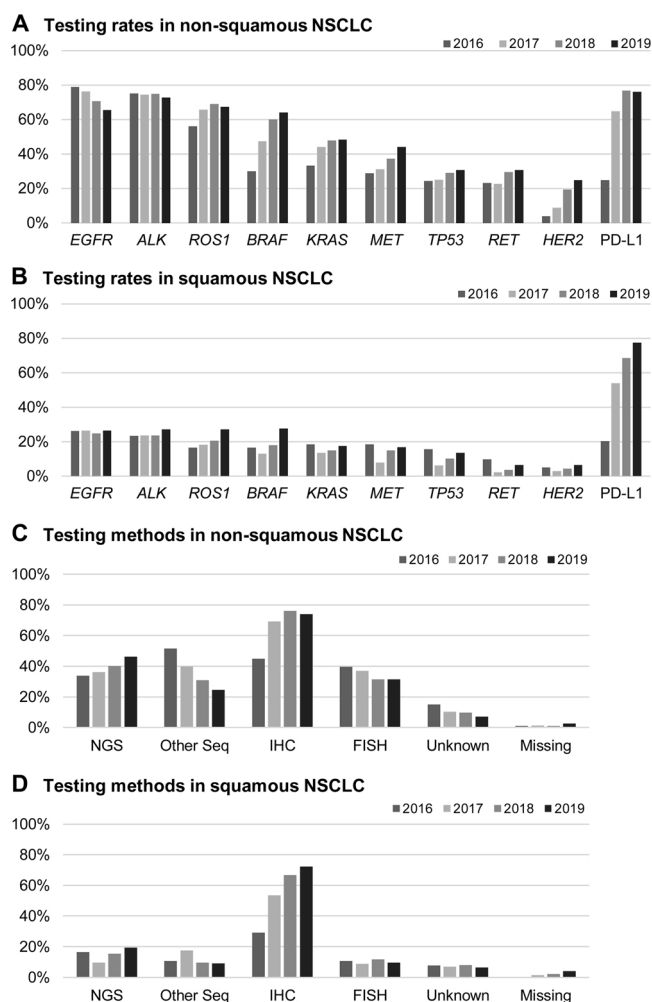 A Testing rates in non-squamous NSCLC
2016 2017 2018 2019
100%
80%
60%
40%
20%
0%
EGFR ALK ROS1 BRAF KRAS MET TP53 RET HER2 PD-L1
B Testing rates in squamous NSCLC
2016 2017 2018 2019
100%
80%
60%
40%
20%
0%
EGFR ALK ROS1 BRAF KRAS MET TP53 RET HER2 PD-L1
C Testing methods in non-squamous NSCLC
2016 2017 2018 2019
100%
80%
60%
40%
20%
0%
NGS Other Seq IHC FISH Unknown Missing
D Testing methods in squamous NSCLC
2016 2017 2018 2019
100%
80%
60%
40%
20%
0%
NGS Other Seq IHC FISH Unknown Missing